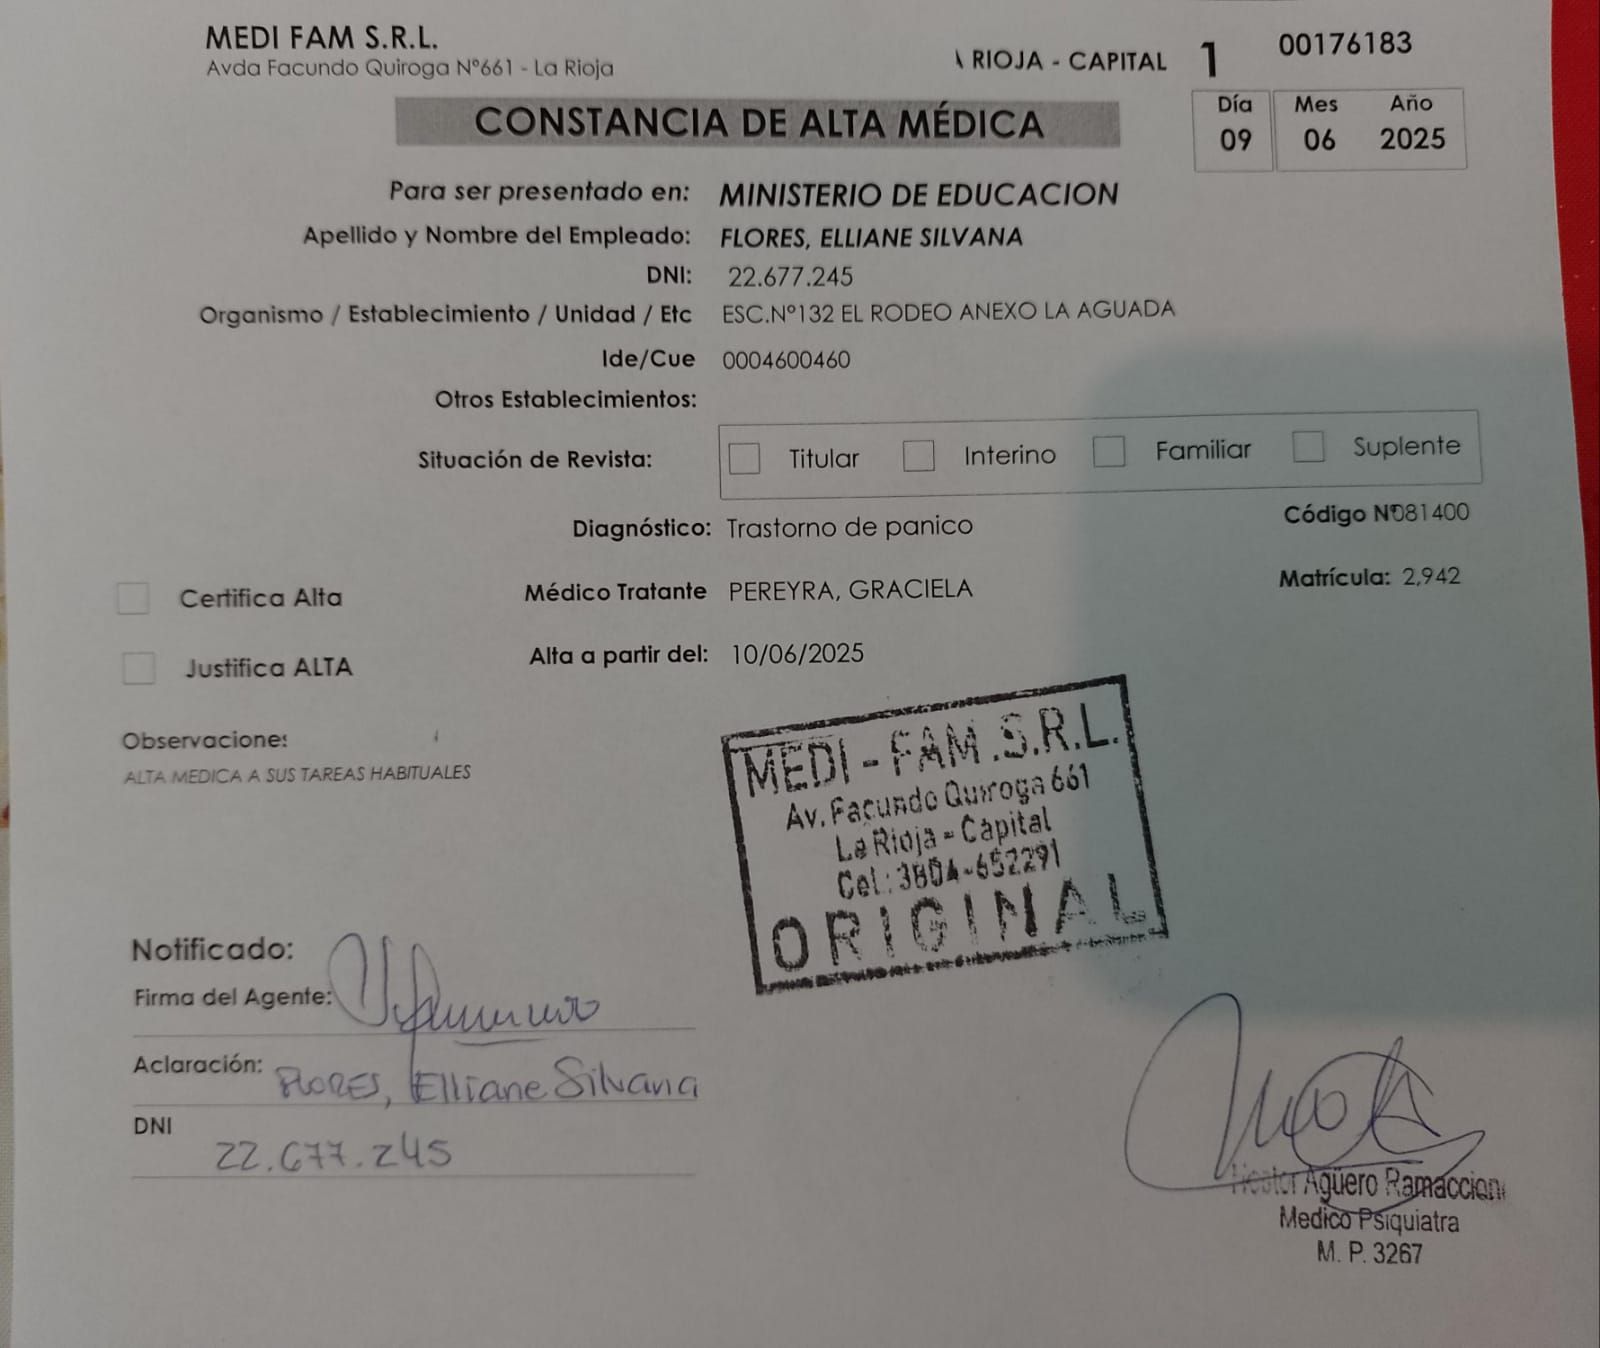 MEDI FAM S.R.L.
Avda Facundo Quiroga Nº661 - La Rioja
A RIOJA - CAPITAL 1 00176183
CONSTANCIA DE ALTA MÉDICA
Día Mes Año
09 06 2025
Para ser presentado en: MINISTERIO DE EDUCACION
Apellido y Nombre del Empleado: FLORES, ELLIANE SILVANA
DNI: 22.677.245
Organismo / Establecimiento / Unidad / Etc ESC.Nº132 EL RODEO ANEXO LA AGUADA
Ide/Cue 0004600460
Otros Establecimientos:
Situación de Revista: Titular Interino Familiar Suplente
Diagnóstico: Trastorno de panico Código Nº081400
Certifica Alta Médico Tratante PEREYRA, GRACIELA Matrícula: 2,942
Justifica ALTA Alta a partir del: 10/06/2025
Observaciones
ALTA MEDICA A SUS TAREAS HABITUALES
MEDI-FAM.S.R.L.
Av. Facundo Quiroga 661
La Rioja - Capital
Cel.: 3804-652291
ORIGINAL
Notificado:
Firma del Agente:
Aclaración: FLORES, Elliane Silvana
DNI 22.677.245
Agüero Ramaccioni
Medico Psiquiatra
M. P. 3267